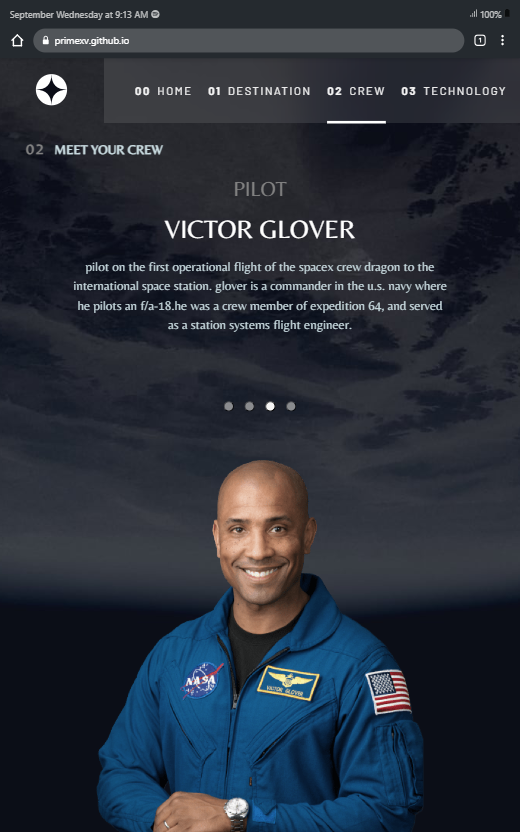 September Wednesday at 9:13 AM
100%
primexv.github.io
1
00 HOME 01 DESTINATION 02 CREW 03 TECHNOLOGY
02 MEET YOUR CREW
PILOT
VICTOR GLOVER
pilot on the first operational flight of the spacex crew dragon to the
international space station. glover is a commander in the u.s. navy where
he pilots an f/a-18.he was a crew member of expedition 64, and served
as a station systems flight engineer.
NASA
VICTOR GLOVER